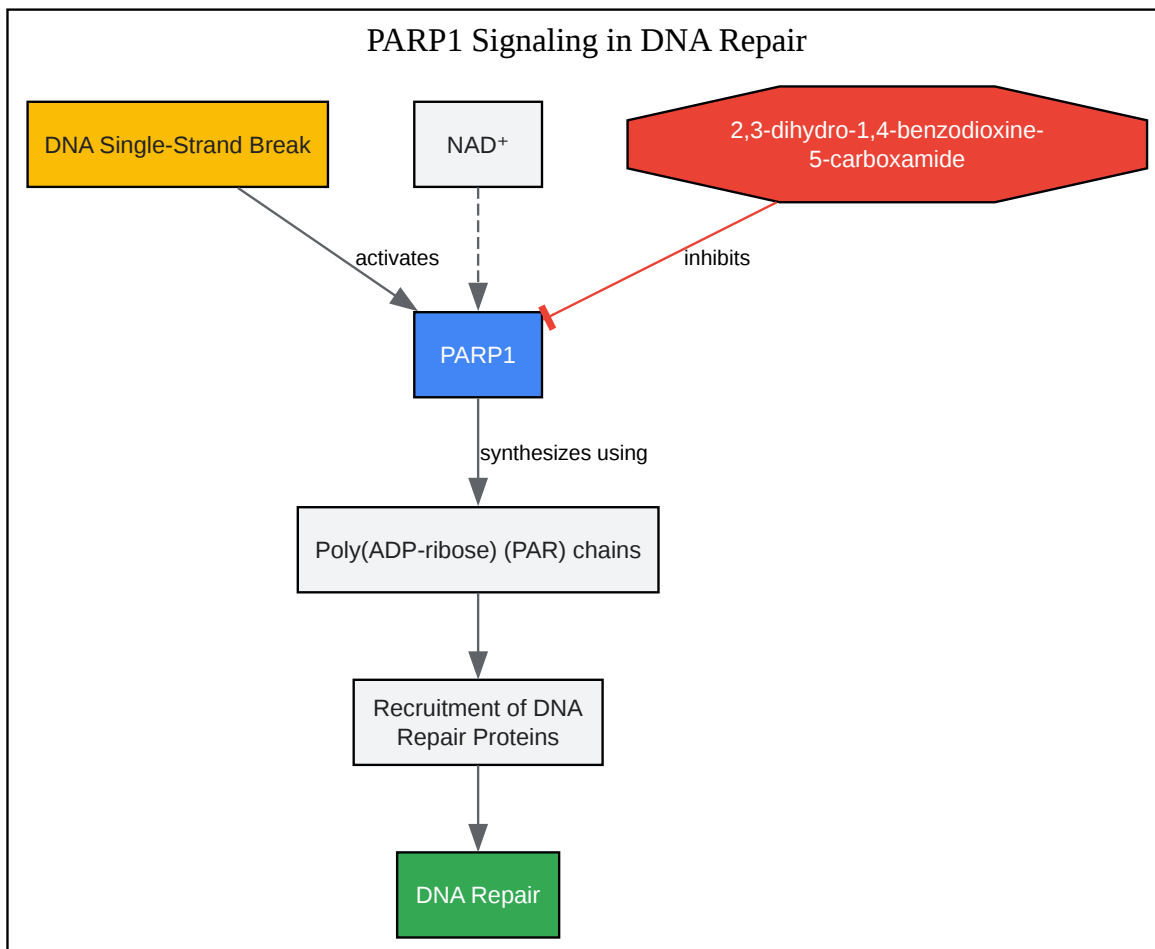 PARP1 Signaling in DNA Repair
DNA Single-Strand Break
NAD⁺
2,3-dihydro-1,4-benzodioxine-
5-carboxamide
activates
inhibits
PARP1
synthesizes using
Poly(ADP-ribose) (PAR) chains
Recruitment of DNA
Repair Proteins
DNA Repair